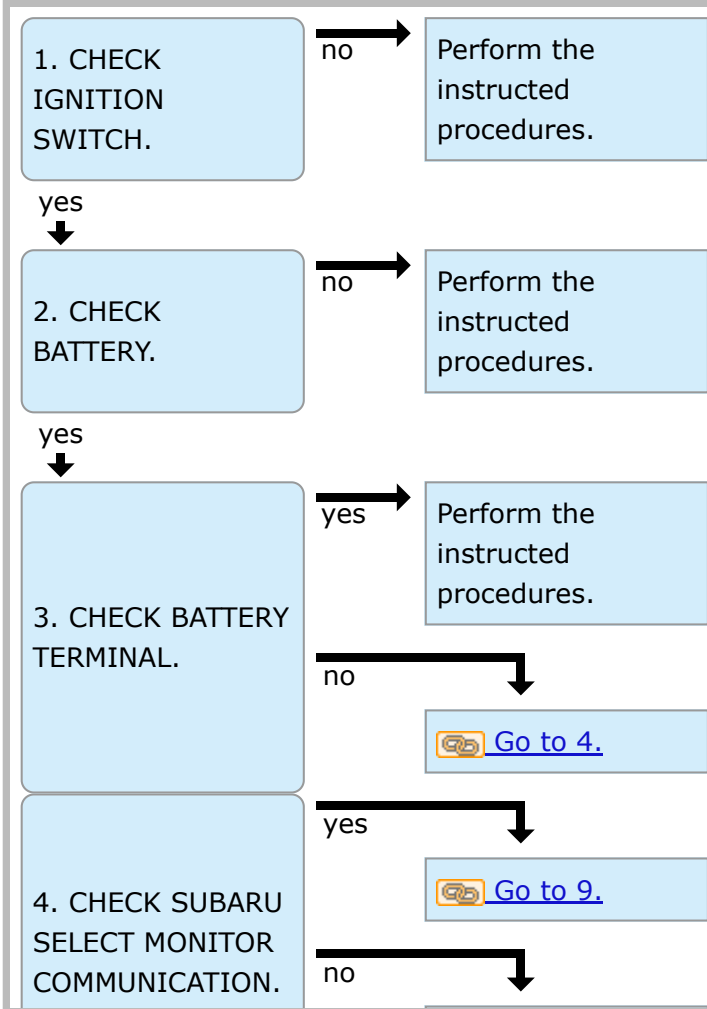 1. CHECK
IGNITION
SWITCH.
no
Perform the
instructed
procedures.
yes
2. CHECK
BATTERY.
no
Perform the
instructed
procedures.
yes
3. CHECK BATTERY
TERMINAL.
yes
Perform the
instructed
procedures.
no
Go to 4.
4. CHECK SUBARU
SELECT MONITOR
COMMUNICATION.
yes
Go to 9.
no